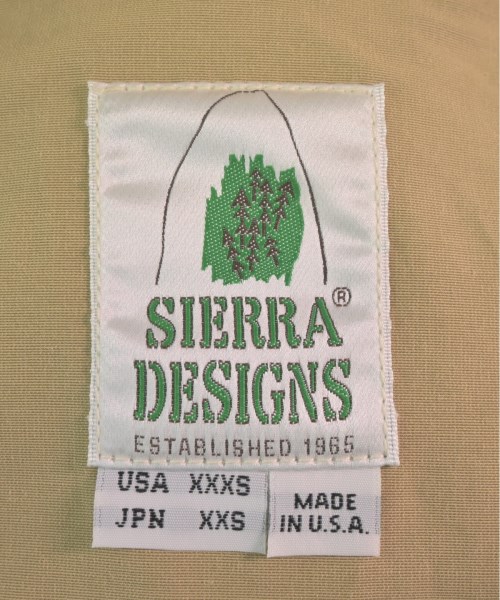 SIERRA ®
DESIGNS
ESTABLISHED 1965
USA XXXS
JPN XXS
MADE
IN U.S.A.